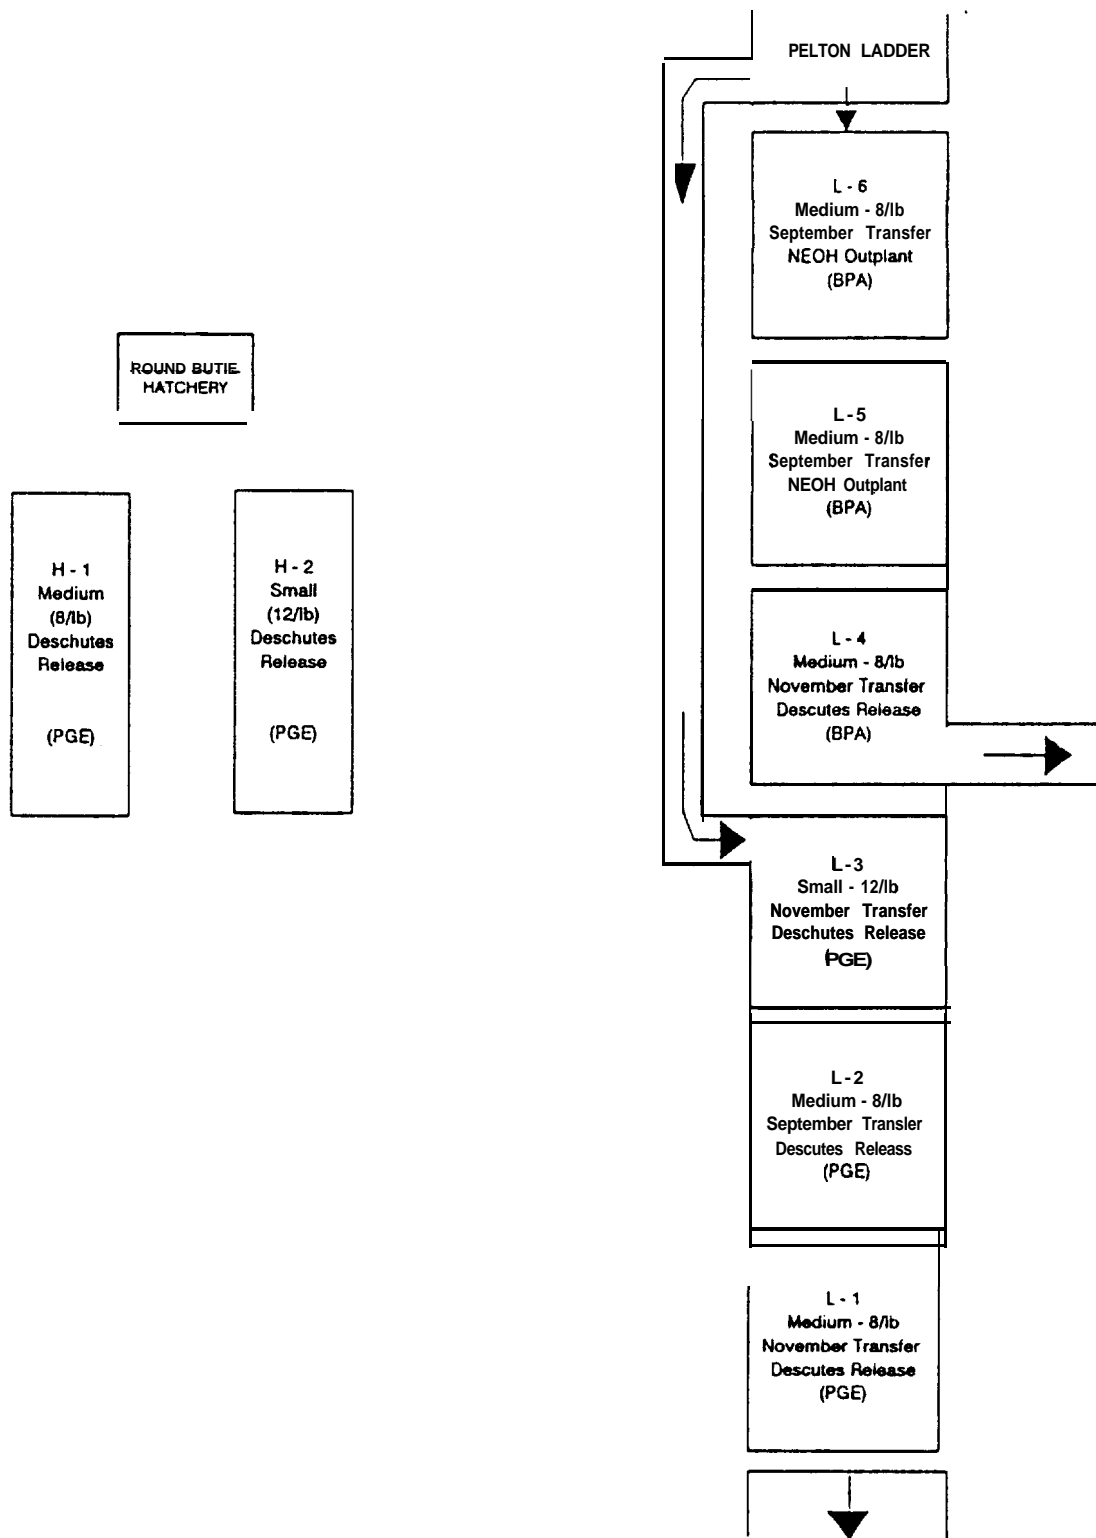 PELTON LADDER
L - 6
Medium - 8/lb
September Transfer
NEOH Outplant
(BPA)
L - 5
Medium - 8/lb
September Transfer
NEOH Outplant
(BPA)
L - 4
Medium - 8/lb
November Transfer
Descutes Release
(BPA)
L - 3
Small - 12/lb
November Transfer
Deschutes Release
(PGE)
L - 2
Medium - 8/lb
September Transler
Descutes Releass
(PGE)
L - 1
Medium - 8/lb
November Transfer
Descutes Release
(PGE)
ROUND BUTIE
HATCHERY
H - 1
Medium
(8/lb)
Deschutes
Release
(PGE)
H - 2
Small
(12/lb)
Deschutes
Release
(PGE)